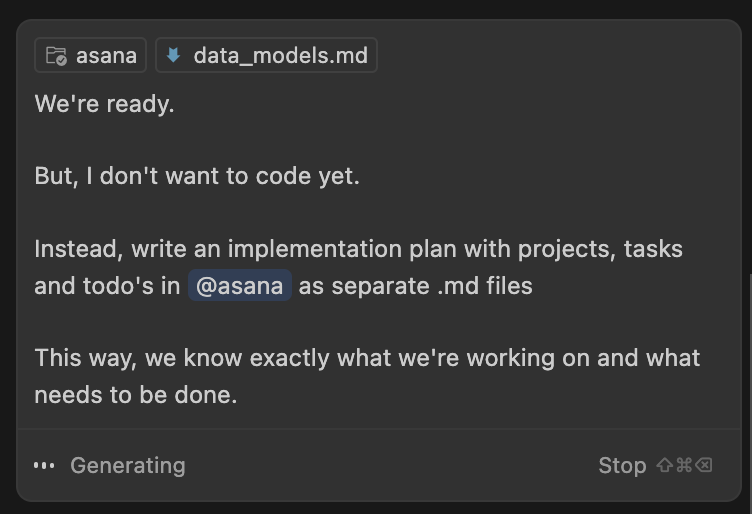 asana data_models.md
We're ready.
But, I don't want to code yet.
Instead, write an implementation plan with projects, tasks
and todo's in @asana as separate .md files
This way, we know exactly what we're working on and what
needs to be done.
Generating Stop ⇧⌘⌫